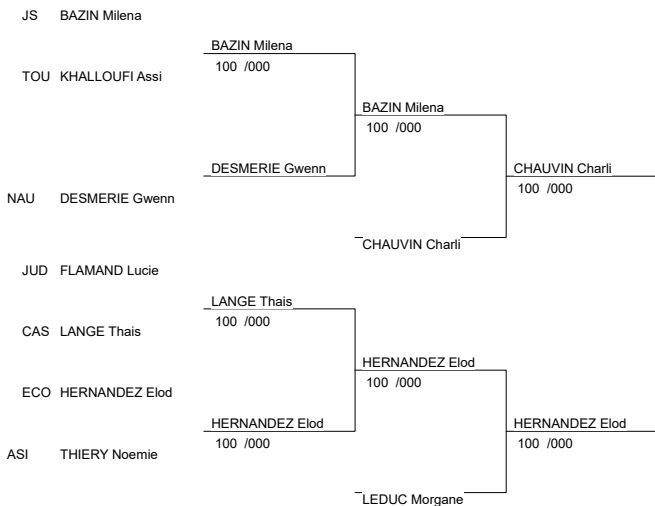 JS BAZIN Milena
BAZIN Milena
100 /000
TOU KHALLOUFI Assi
BAZIN Milena
100 /000
DESMERIE Gwenn
CHAUVIN Charli
100 /000
NAU DESMERIE Gwenn
CHAUVIN Charli
JUD FLAMAND Lucie
LANGE Thais
100 /000
CAS LANGE Thais
HERNANDEZ Elod
100 /000
ECO HERNANDEZ Elod
HERNANDEZ Elod
100 /000
HERNANDEZ Elod
100 /000
ASI THIERY Noemie
LEDUC Morgane